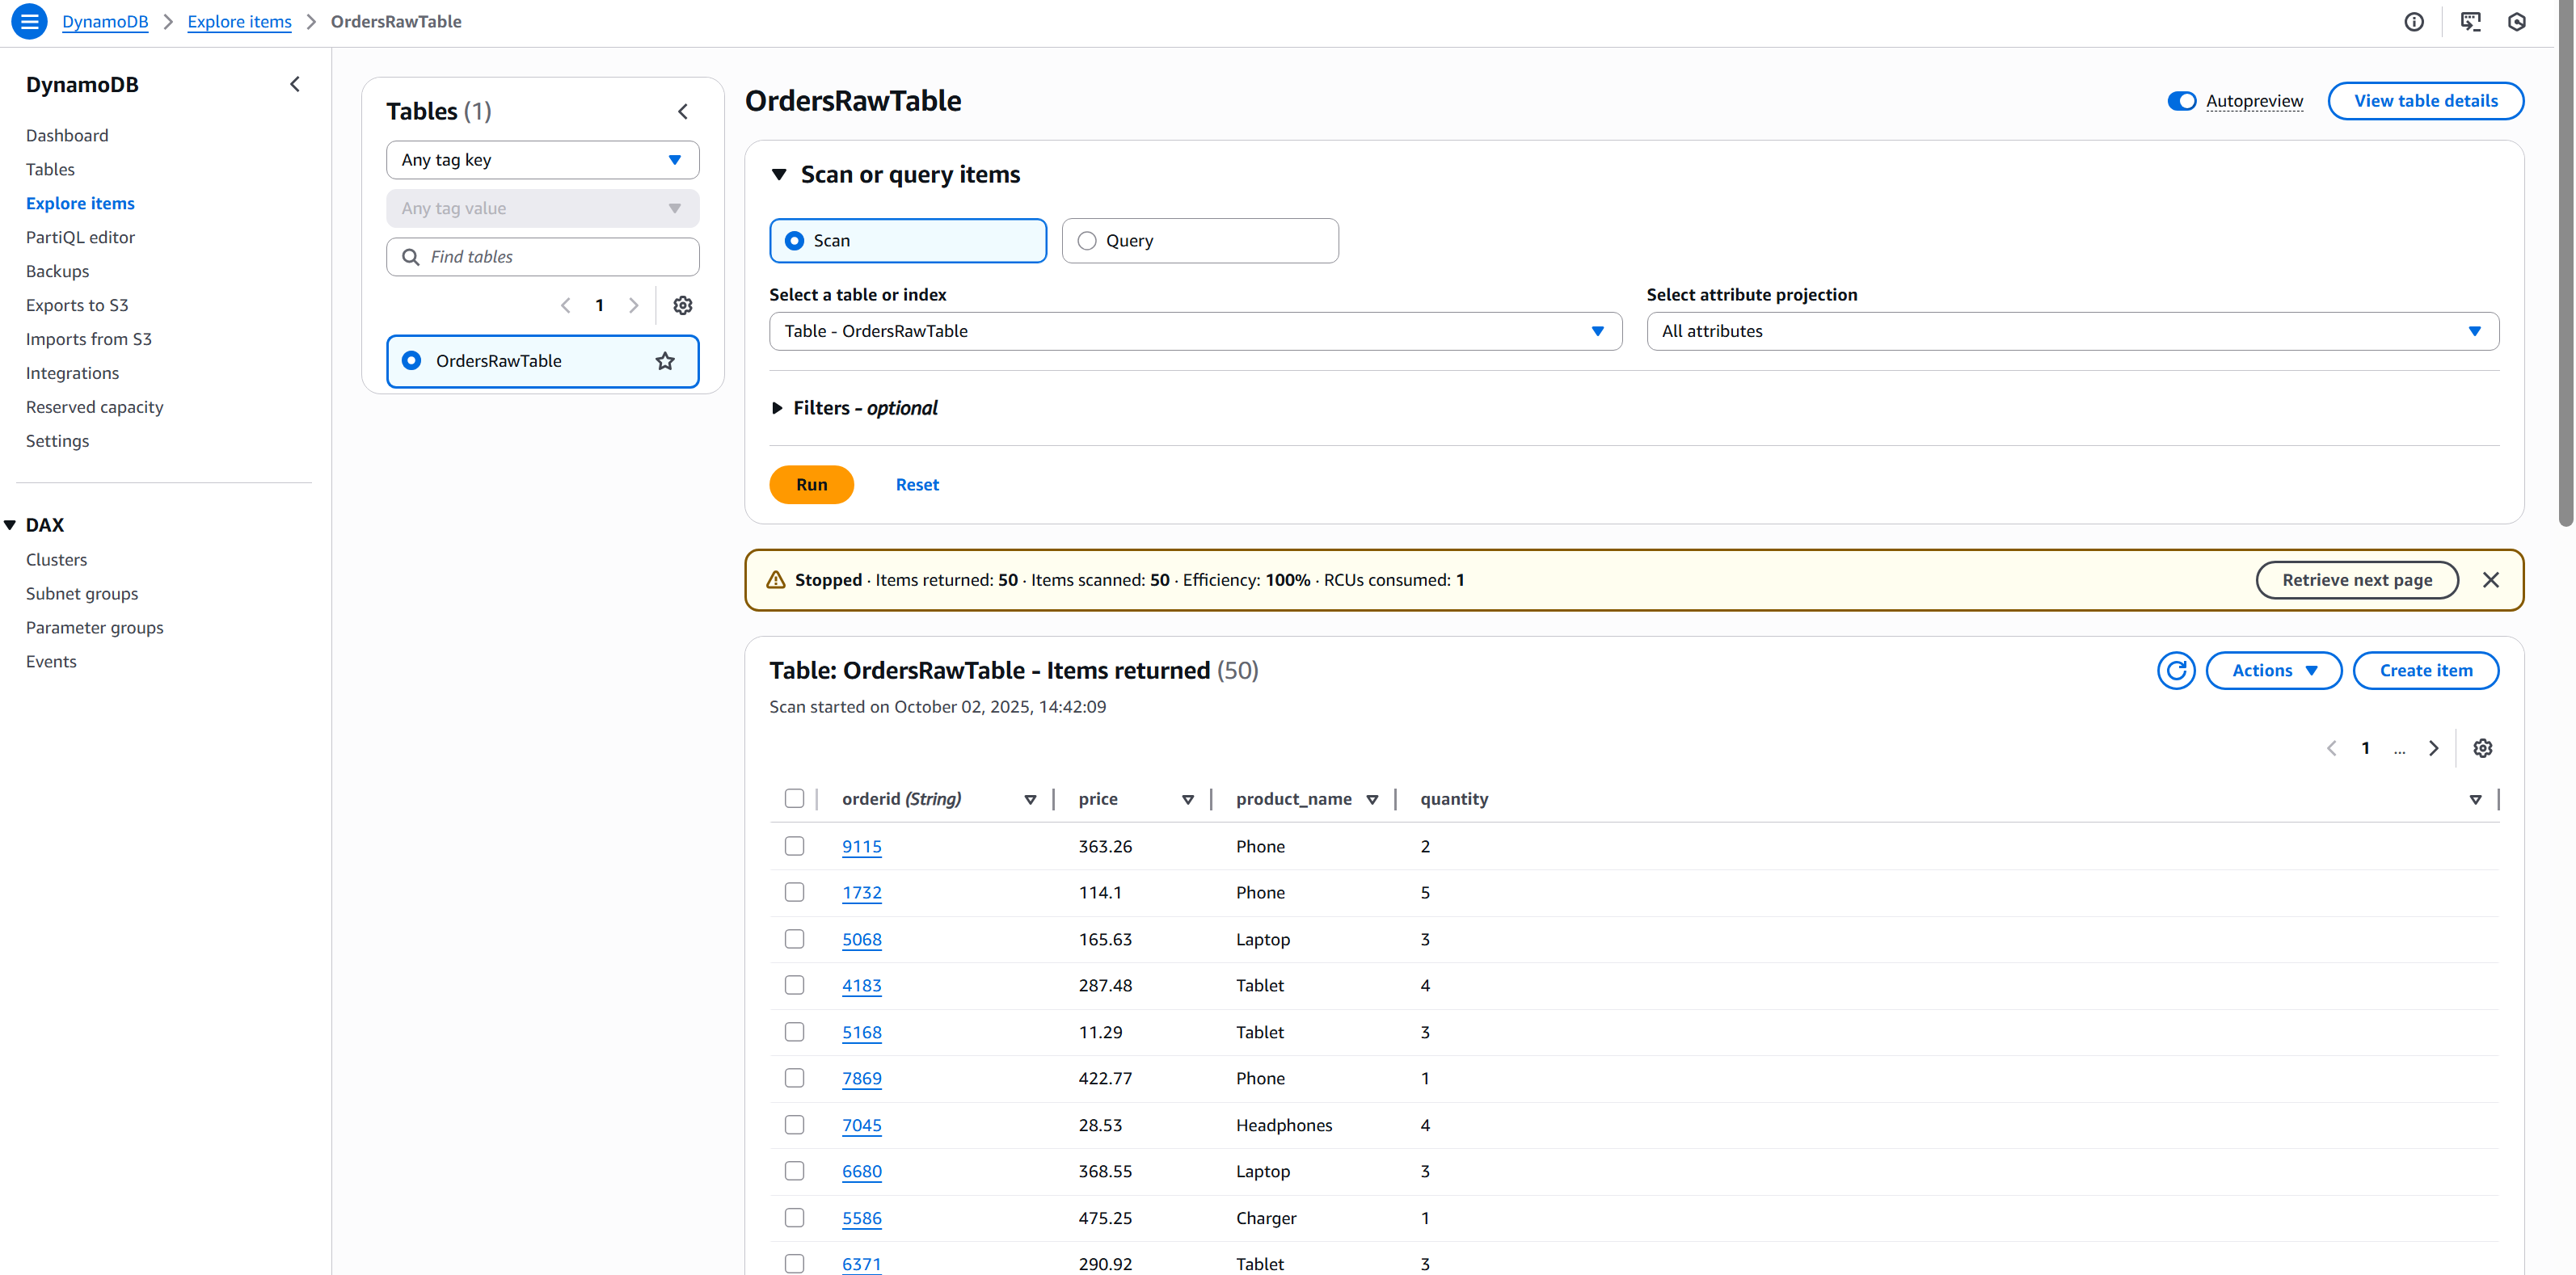 DynamoDB > Explore items > OrdersRawTable
DynamoDB
Dashboard
Tables
Explore items
PartiQL editor
Backups
Exports to S3
Imports from S3
Integrations
Reserved capacity
Settings
DAX
Clusters
Subnet groups
Parameter groups
Events
Tables (1)
Any tag key
Any tag value
Find tables
1
OrdersRawTable
OrdersRawTable
Autopreview
View table details
Scan or query items
Scan
Query
Select a table or index
Table - OrdersRawTable
Select attribute projection
All attributes
Filters - optional
Run Reset
Stopped · Items returned: 50 · Items scanned: 50 · Efficiency: 100% · RCUs consumed: 1
Retrieve next page
Table: OrdersRawTable - Items returned (50)
Scan started on October 02, 2025, 14:42:09
Actions
Create item
1 ...
orderid (String) price product_name quantity
9115 363.26 Phone 2
1732 114.1 Phone 5
5068 165.63 Laptop 3
4183 287.48 Tablet 4
5168 11.29 Tablet 3
7869 422.77 Phone 1
7045 28.53 Headphones 4
6680 368.55 Laptop 3
5586 475.25 Charger 1
6371 290.92 Tablet 3